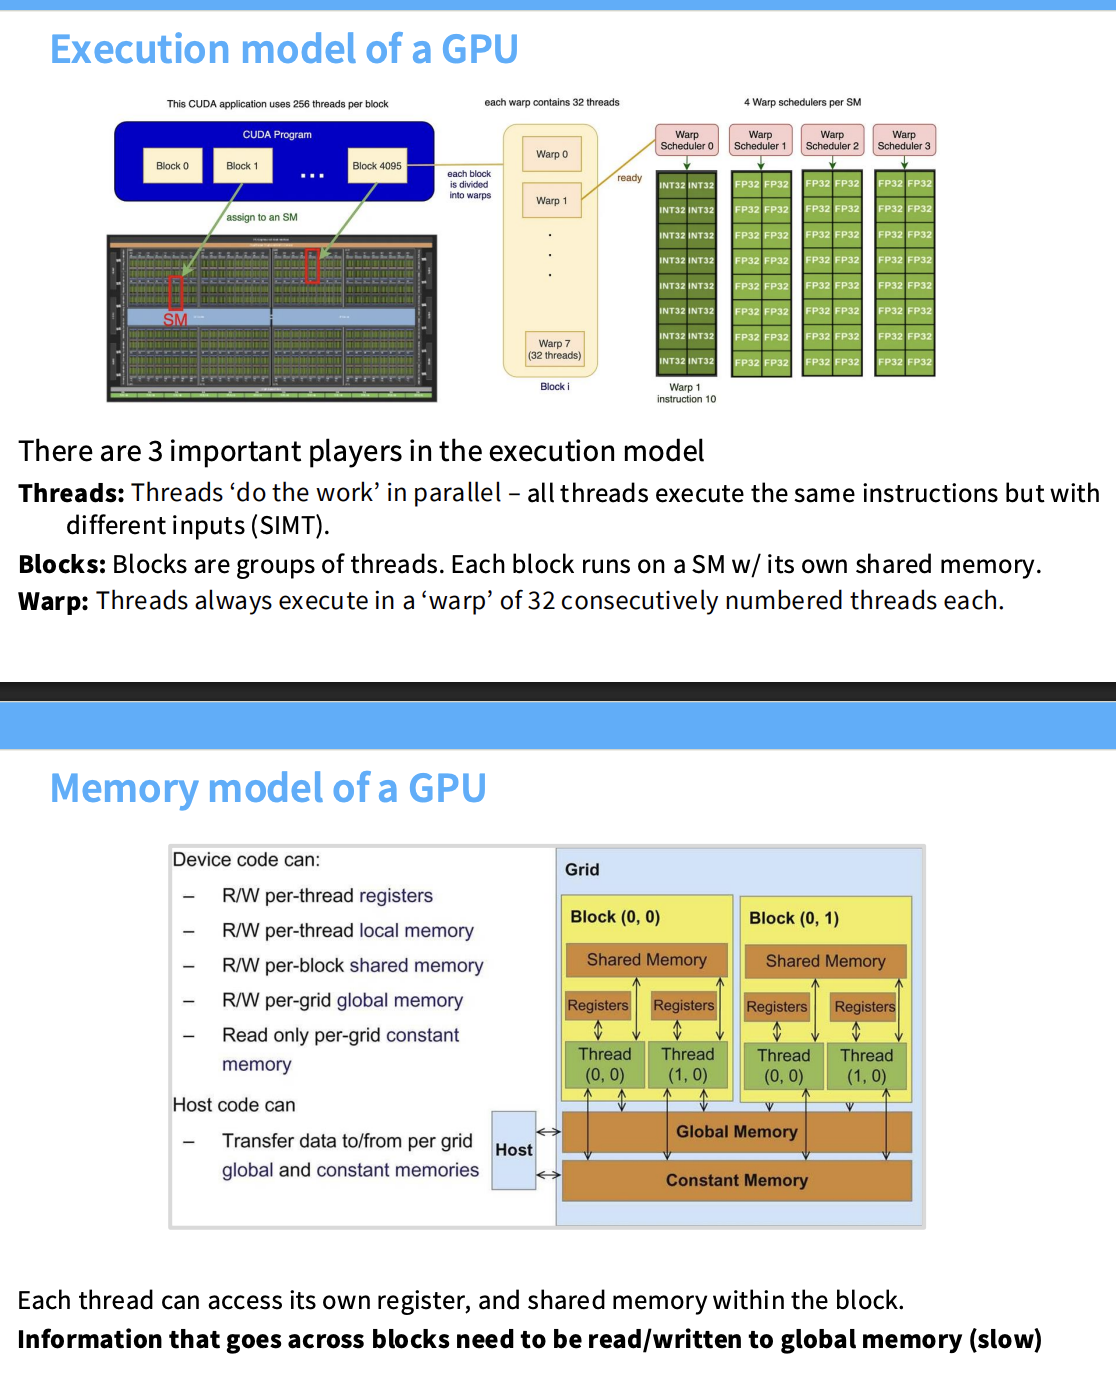 Execution model of a GPU
This CUDA application uses 256 threads per block
each warp contains 32 threads
4 Warp schedulers per SM
CUDA Program
Block 0
Block 1
...
Block 4095
assign to an SM
SM
each block
is divided
into warps
Warp 0
Warp 1
.
.
.
Warp 7
(32 threads)
Block i
ready
Warp
Scheduler 0
Warp
Scheduler 1
Warp
Scheduler 2
Warp
Scheduler 3
INT32 INT32 FP32 FP32 FP32 FP32 FP32 FP32
INT32 INT32 FP32 FP32 FP32 FP32 FP32 FP32
INT32 INT32 FP32 FP32 FP32 FP32 FP32 FP32
INT32 INT32 FP32 FP32 FP32 FP32 FP32 FP32
INT32 INT32 FP32 FP32 FP32 FP32 FP32 FP32
INT32 INT32 FP32 FP32 FP32 FP32 FP32 FP32
INT32 INT32 FP32 FP32 FP32 FP32 FP32 FP32
INT32 INT32 FP32 FP32 FP32 FP32 FP32 FP32
Warp 1
instruction 10
There are 3 important players in the execution model
Threads: Threads ‘do the work’ in parallel – all threads execute the same instructions but with
different inputs (SIMT).
Blocks: Blocks are groups of threads. Each block runs on a SM w/ its own shared memory.
Warp: Threads always execute in a ‘warp’ of 32 consecutively numbered threads each.
Memory model of a GPU
Device code can:
– R/W per-thread registers
– R/W per-thread local memory
– R/W per-block shared memory
– R/W per-grid global memory
– Read only per-grid constant
memory
Host code can
– Transfer data to/from per grid
global and constant memories
Grid
Block (0, 0)
Shared Memory
Registers
Registers
Thread
(0, 0)
Thread
(1, 0)
Block (0, 1)
Shared Memory
Registers
Registers
Thread
(0, 0)
Thread
(1, 0)
Host
Global Memory
Constant Memory
Each thread can access its own register, and shared memory within the block.
Information that goes across blocks need to be read/written to global memory (slow)